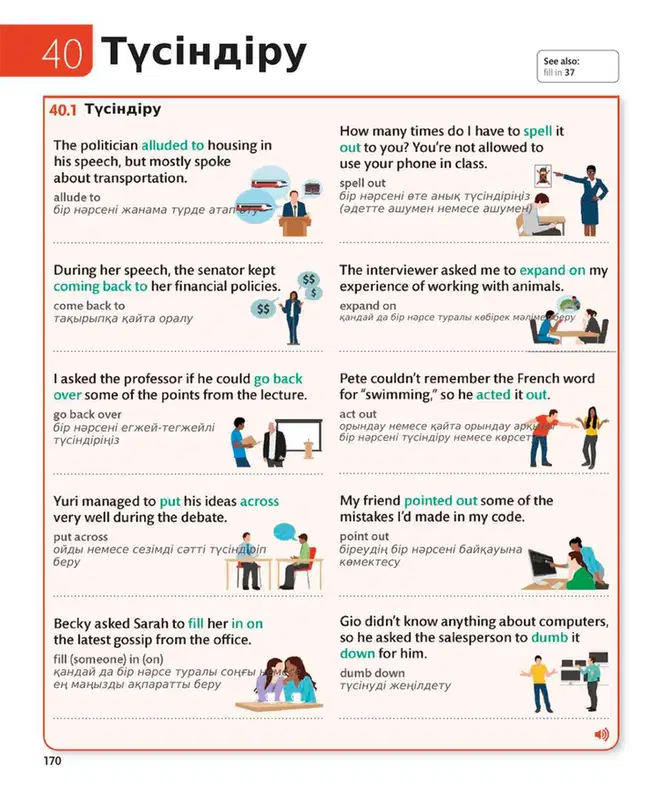 40 Түсіндіру
See also:
fill in 37
40.1 Түсіндіру
The politician alluded to housing in
his speech, but mostly spoke
about transportation.
allude to
бір нәрсені жанама түрде атап өту
During her speech, the senator kept
coming back to her financial policies.
come back to
тақырыпқа қайта оралу
$$
$
$$
I asked the professor if he could go back
over some of the points from the lecture.
go back over
бір нәрсені егжей-тегжейлі
түсіндіріңіз
Yuri managed to put his ideas across
very well during the debate.
put across
ойды немесе сезімді сәтті түсіндіріп
беру
Becky asked Sarah to fill her in on
the latest gossip from the office.
fill (someone) in (on)
қандай да бір нәрсе туралы соңғы немесе
ең маңызды ақпаратты беру
How many times do I have to spell it
out to you? You're not allowed to
use your phone in class.
spell out
бір нәрсені өте анық түсіндіріңіз
(әдетте ашумен немесе ашумен)
The interviewer asked me to expand on my
experience of working with animals.
expand on
қандай да бір нәрсе туралы көбірек беру
Pete couldn't remember the French word
for “swimming,” so he acted it out.
act out
орындау немесе қайта орындау арқылы
бір нәрсені түсіндіру немесе көрсету
My friend pointed out some of the
mistakes I'd made in my code.
point out
біреудің бір нәрсені байқауына
көмектесу
Gio didn't know anything about computers,
so he asked the salesperson to dumb it
down for him.
dumb down
түсінуді жеңілдету
170